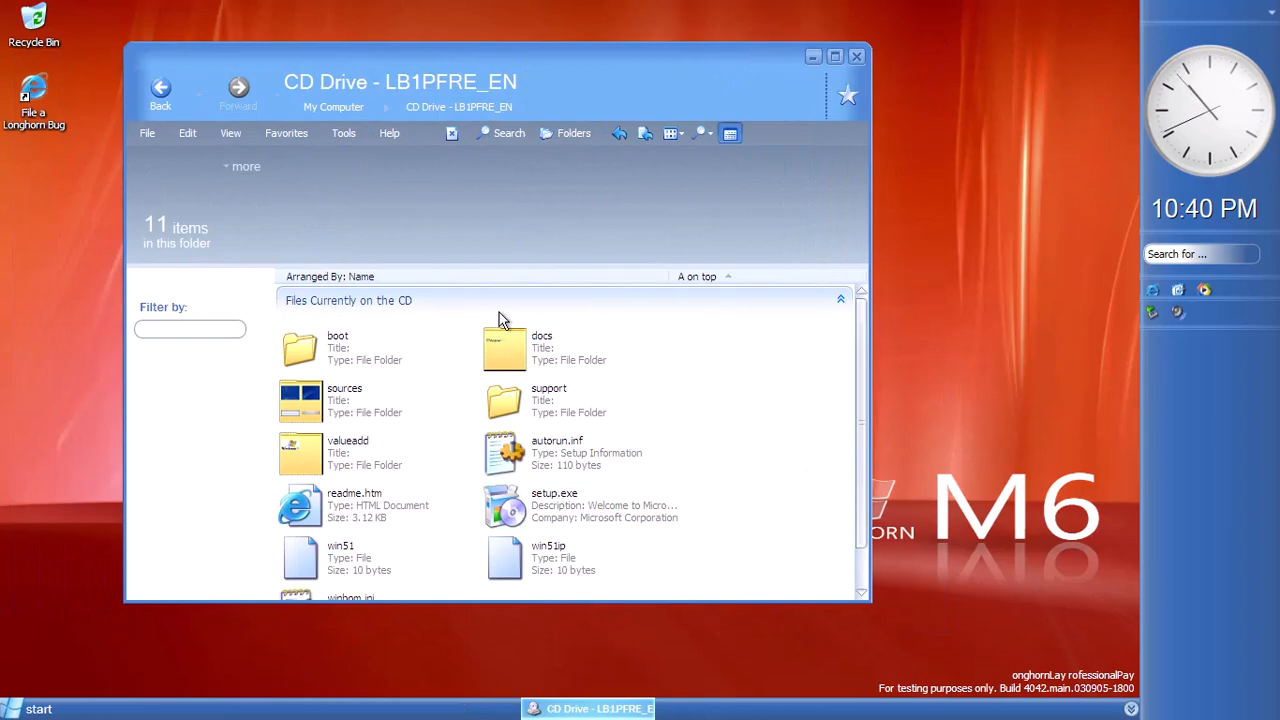 Recycle Bin
File a
Longhorn Bug
CD Drive - LB1PFRE_EN
Back
Forward
My Computer
CD Drive - LB1PFRE_EN
File Edit View Favorites Tools Help Search Folders
more
11 items
in this folder
Arranged By: Name
A on top
Filter by:
Files Currently on the CD
boot
Title:
Type: File Folder
docs
Title:
Type: File Folder
sources
Title:
Type: File Folder
support
Title:
Type: File Folder
valueadd
Title:
Type: File Folder
autorun.inf
Type: Setup Information
Size: 110 bytes
readme.htm
Type: HTML Document
Size: 3.12 KB
setup.exe
Description: Welcome to Micro...
Company: Microsoft Corporation
win51
Type: File
Size: 10 bytes
win51ip
Type: File
Size: 10 bytes
winbom.ini
ORN M6
10:40 PM
Search for ...
onghornLay rofessionalPay
For testing purposes only. Build 4042.main.030905-1800
start
CD Drive - LB1PFRE_E